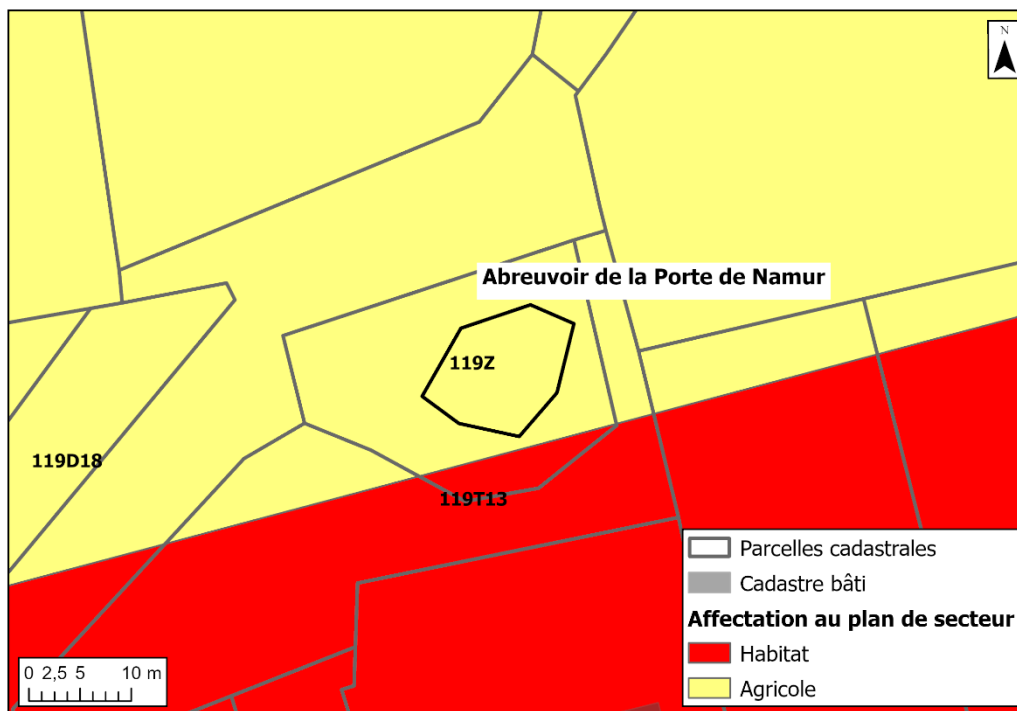 N
Abreuvoir de la Porte de Namur
119Z
119D18
119T13
Parcelles cadastrales
Cadastre bâti
Affectation au plan de secteur
Habitat
Agricole
0 2,5 5 10 m